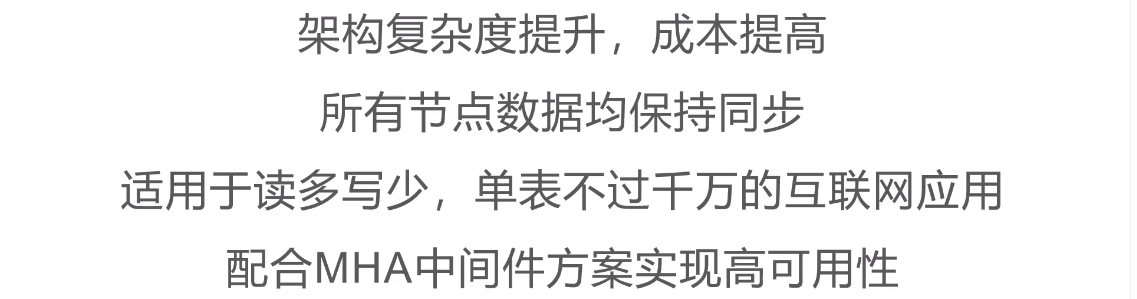 架构复杂度提升，成本提高
所有节点数据均保持同步
适用于读多写少，单表不过千万的互联网应用
配合MHA中间件方案实现高可用性